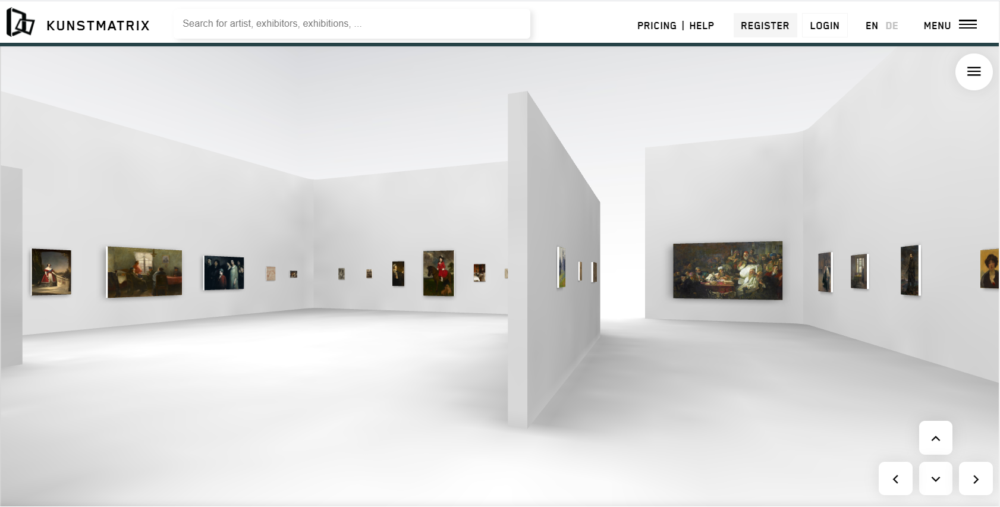 KUNSTMATRIX
Search for artist, exhibitors, exhibitions, ...
PRICING | HELP
REGISTER
LOGIN
EN DE
MENU